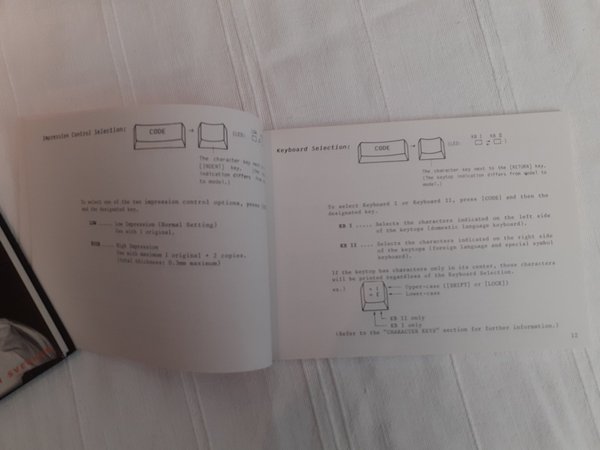 Impression Control Selection:
CODE
(LED:
The character key next
[INDENT] key. (The
indication differs from
to model.)
To select one of the two impression control options, press
and the designated key.
LOW ..... Low Impression [Normal Setting]
Use with 1 original.
HIGH ..... High Impression
Use with maximum 1 original + 2 copies.
(total thickness: 0.3mm maximum)
Keyboard Selection:
CODE
(LED:
KB I KB II
)
The character key next to the [RETURN] key.
(The keytop indication differs from model to
model.)
To select Keyboard I or Keyboard II, press [CODE] and then the
designated key.
KB I ..... Selects the characters indicated on the left side
of the keytops [domestic language keyboard].
KB II .... Selects the characters indicated on the right side
of the keytops [foreign language and special symbol
keyboard].
If the keytop has characters only in its center, those characters
will be printed regardless of the Keyboard Selection.
ex.)
Upper-case ([SHIFT] or [LOCK])
Lower-case
KB II only
KB I only
(Refer to the "CHARACTER KEYS" section for further information.)
12